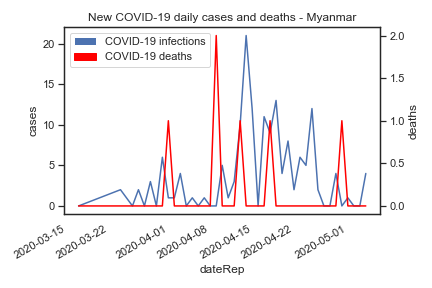 New COVID-19 daily cases and deaths - Myanmar
COVID-19 infections
COVID-19 deaths
20
15
10
5
0
cases
2.0
1.5
1.0
0.5
0.0
deaths
2020-03-15
2020-03-22
2020-04-01
2020-04-08
2020-04-15
2020-04-22
2020-05-01
dateRep